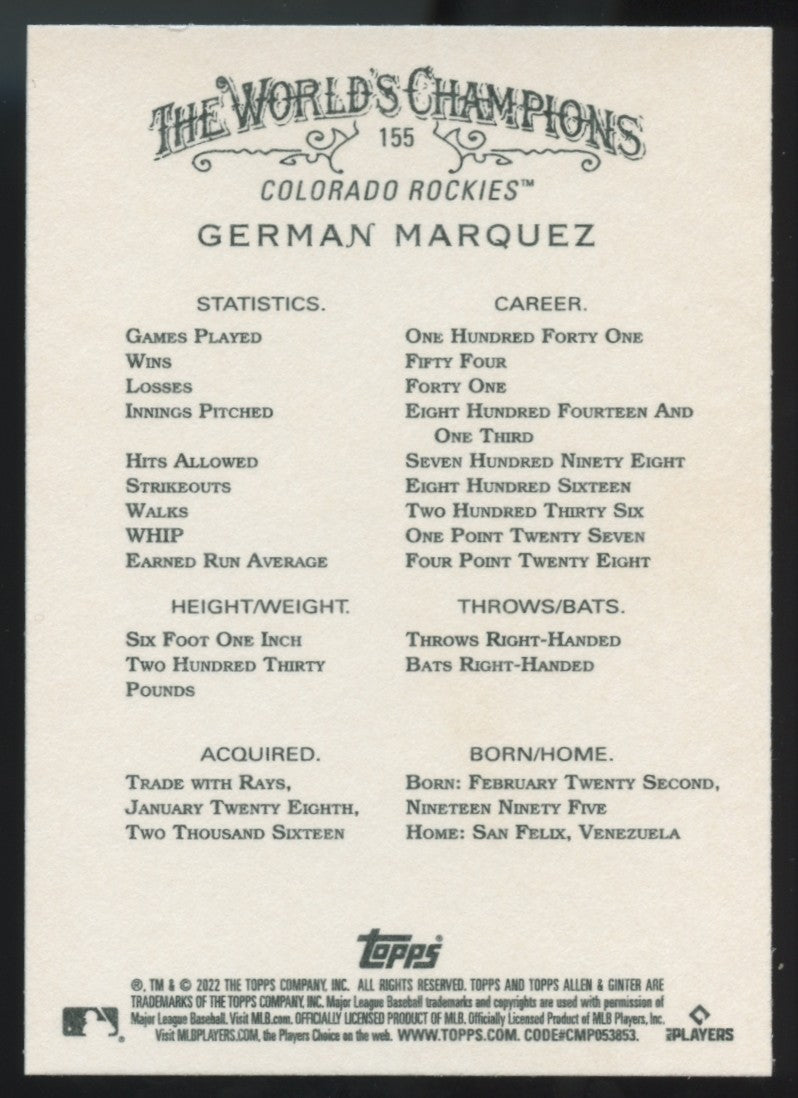 THE WORLD'S CHAMPIONS
155
COLORADO ROCKIES™
GERMAN MARQUEZ
STATISTICS. CAREER.
GAMES PLAYED ONE HUNDRED FORTY ONE
WINS FIFTY FOUR
LOSSES FORTY ONE
INNINGS PITCHED EIGHT HUNDRED FOURTEEN AND
ONE THIRD
HITS ALLOWED SEVEN HUNDRED NINETY EIGHT
STRIKEOUTS EIGHT HUNDRED SIXTEEN
WALKS TWO HUNDRED THIRTY SIX
WHIP ONE POINT TWENTY SEVEN
EARNED RUN AVERAGE FOUR POINT TWENTY EIGHT
HEIGHT/WEIGHT. THROWS/BATS.
SIX FOOT ONE INCH THROWS RIGHT-HANDED
TWO HUNDRED THIRTY BATS RIGHT-HANDED
POUNDS
ACQUIRED. BORN/HOME.
TRADE WITH RAYS, BORN: FEBRUARY TWENTY SECOND,
JANUARY TWENTY EIGHTH, NINETEEN NINETY FIVE
TWO THOUSAND SIXTEEN HOME: SAN FELIX, VENEZUELA
topps®
®, TM & © 2022 THE TOPPS COMPANY, INC. ALL RIGHTS RESERVED. TOPPS AND TOPPS ALLEN & GINTER ARE
TRADEMARKS OF THE TOPPS COMPANY, INC. Major League Baseball trademarks and copyrights are used with permission of
Major League Baseball. Visit MLB.com. OFFICIALLY LICENSED PRODUCT OF MLB. Officially Licensed Product of MLB Players, Inc.
Visit MLBPLAYERS.COM, the Players Choice on the web. WWW.TOPPS.COM. CODE#CMP053853.
MLB PLAYERS